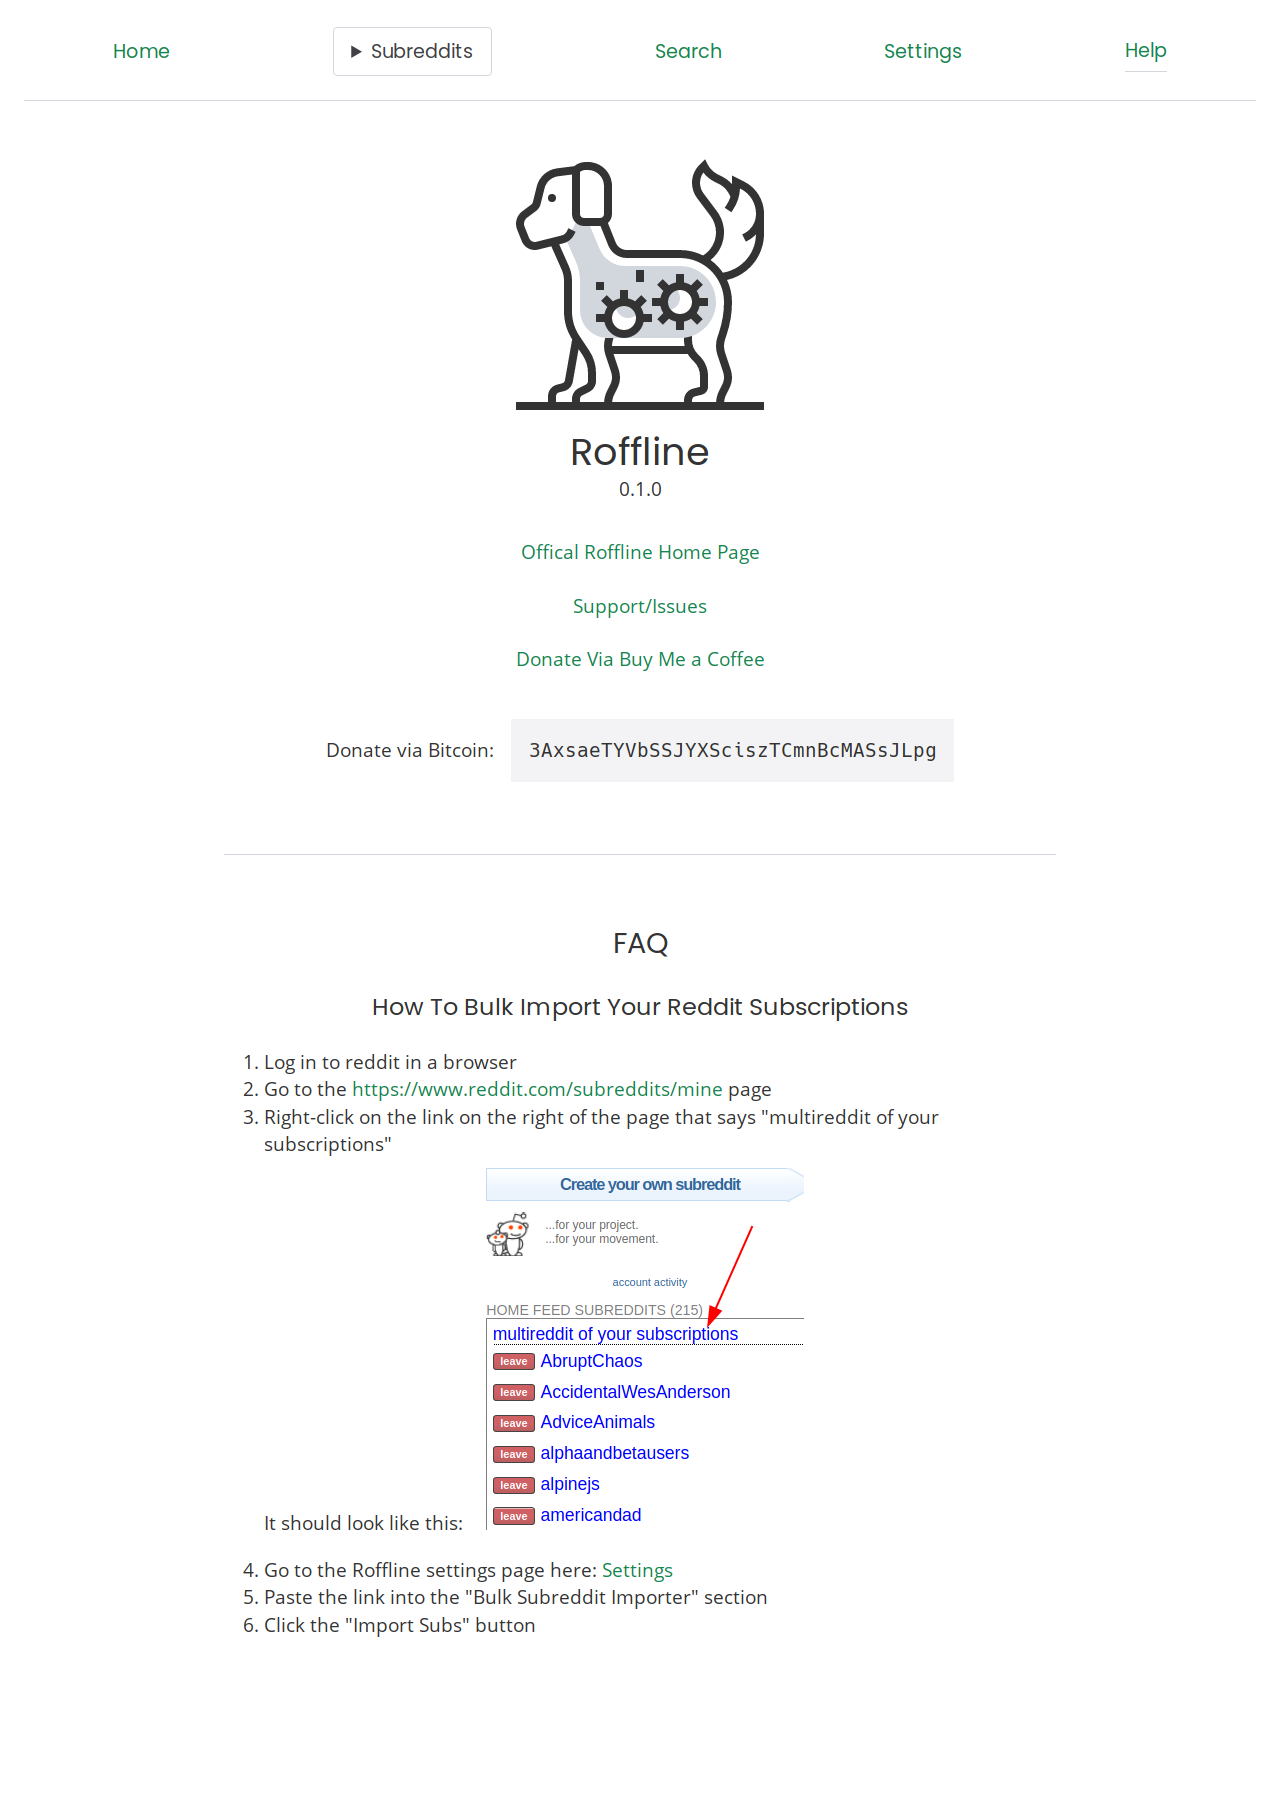 Home
Subreddits
Search
Settings
Help
Roffline
0.1.0
Offical Roffline Home Page
Support/Issues
Donate Via Buy Me a Coffee
Donate via Bitcoin: 3AxsaeTYVbSSJYXSciszTCmnBcMASsJLpg
FAQ
How To Bulk Import Your Reddit Subscriptions
1. Log in to reddit in a browser
2. Go to the https://www.reddit.com/subreddits/mine page
3. Right-click on the link on the right of the page that says "multireddit of your
subscriptions"
Create your own subreddit
...for your project.
...for your movement.
account activity
HOME FEED SUBREDDITS (215)
multireddit of your subscriptions
leave AbruptChaos
leave AccidentalWesAnderson
leave AdviceAnimals
leave alphaandbetausers
leave alpinejs
leave americandad
It should look like this:
4. Go to the Roffline settings page here: Settings
5. Paste the link into the "Bulk Subreddit Importer" section
6. Click the "Import Subs" button